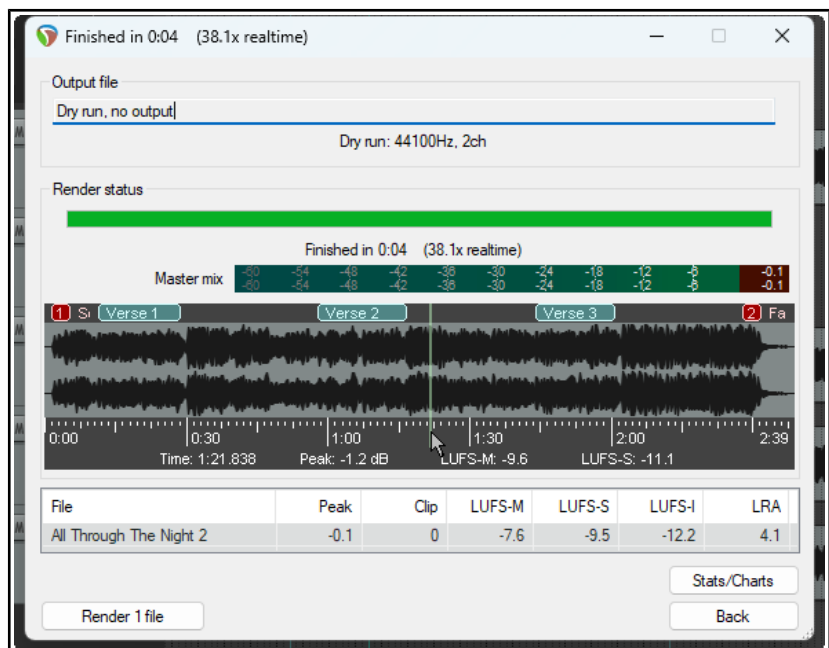 Finished in 0:04 (38.1x realtime)
Output file
Dry run, no output
Dry run: 44100Hz, 2ch
Render status
Finished in 0:04 (38.1x realtime)
Master mix -60 -54 -48 -42 -36 -30 -24 -18 -12 -6 -0.1
-60 -54 -48 -42 -36 -30 -24 -18 -12 -6 -0.1
1 Verse 1 Verse 2 Verse 3 2 Fa
0:00 0:30 1:00 1:30 2:00 2:39
Time: 1:21.838 Peak: -1.2 dB LUFS-M: -9.6 LUFS-S: -11.1
File Peak Clip LUFS-M LUFS-S LUFS-I LRA
All Through The Night 2 -0.1 0 -7.6 -9.5 -12.2 4.1
Stats/Charts
Render 1 file Back